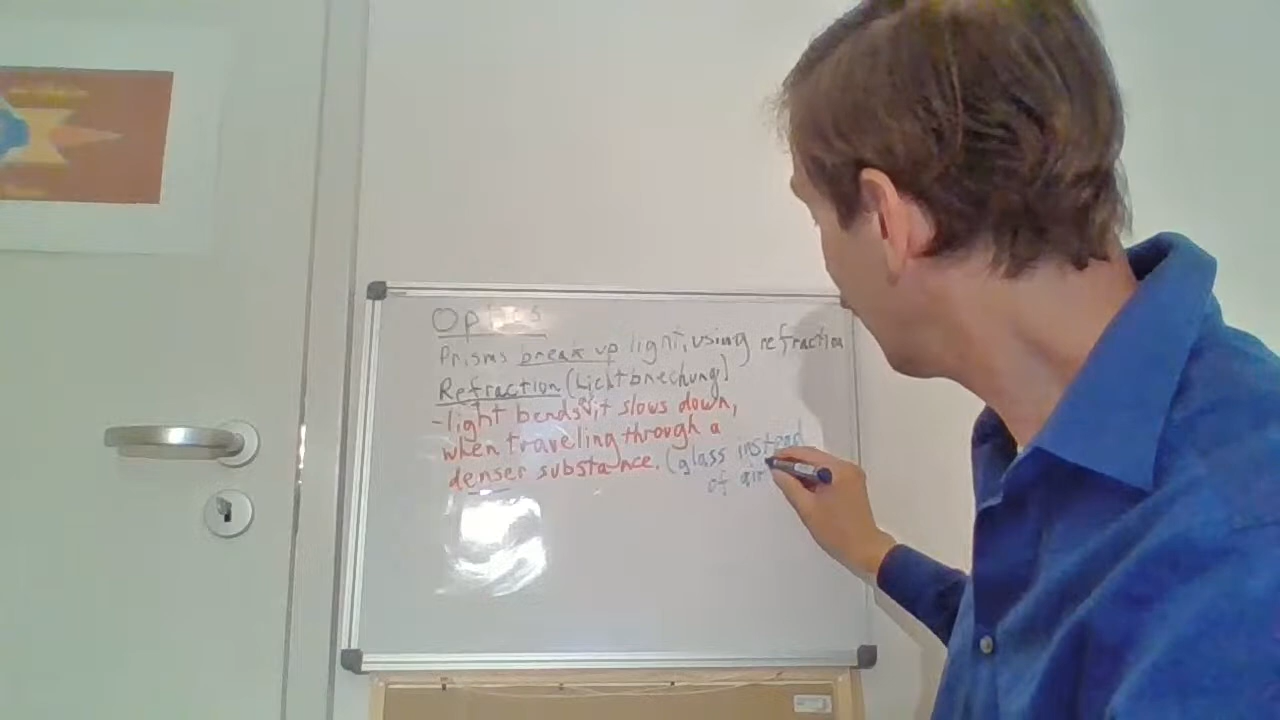 Optics
Prisms break up light, using refraction
Refraction (Lichtbrechung)
- light bends, it slows down,
when traveling through a
denser substance. (glass instead
of air